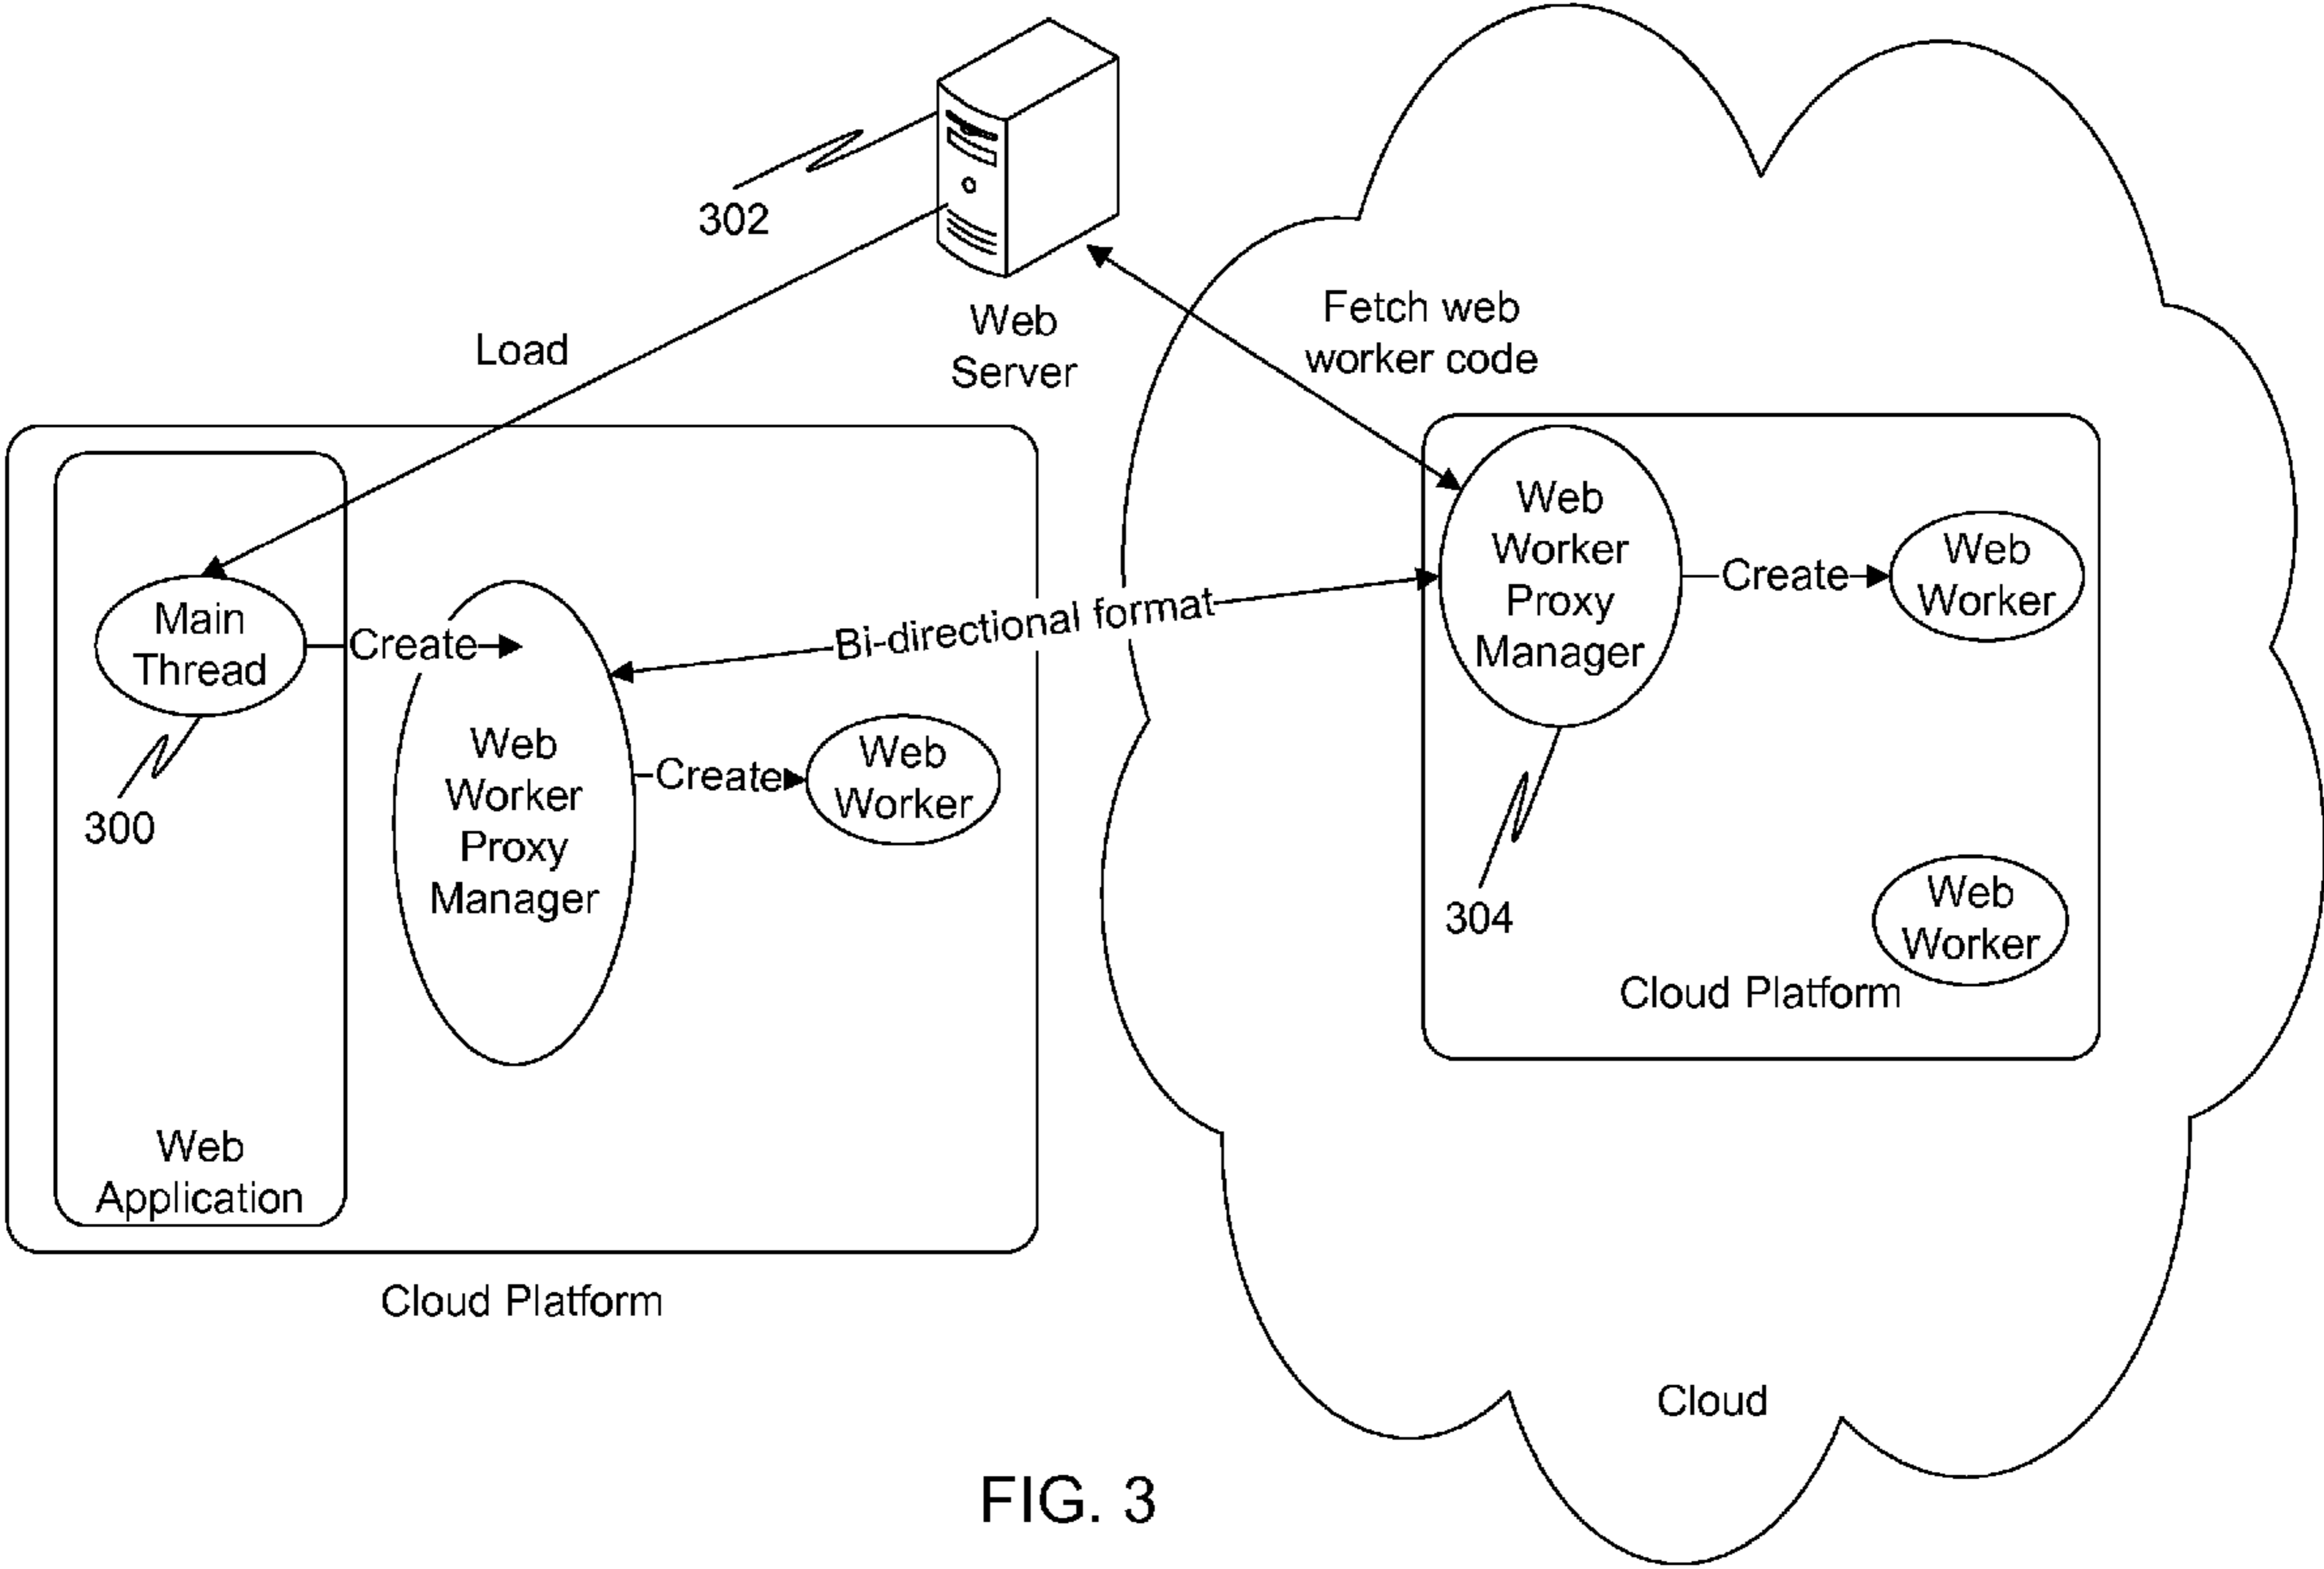 302
Web
Server
Load
Fetch web
worker code
Main
Thread
Create
300
Web
Worker
Proxy
Manager
Create
Web
Worker
Bi-directional format
Web
Application
Cloud Platform
Web
Worker
Proxy
Manager
Create
Web
Worker
304
Web
Worker
Cloud Platform
Cloud
FIG. 3